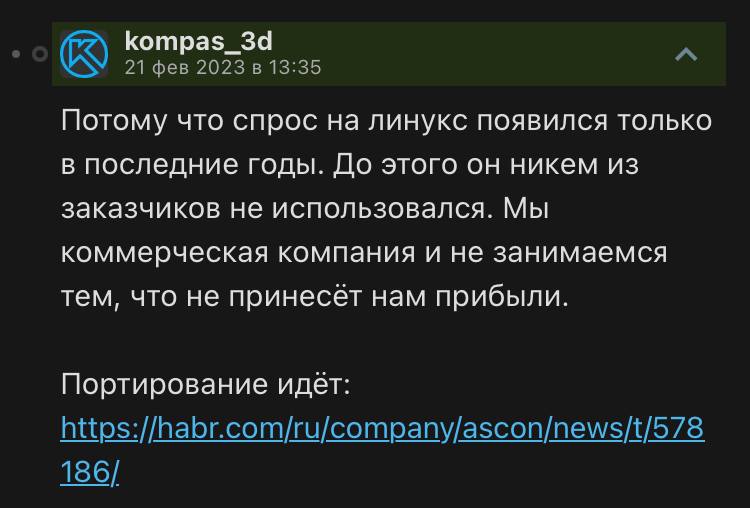 kompas_3d
21 фев 2023 в 13:35
Потому что спрос на линукс появился только
в последние годы. До этого он никем из
заказчиков не использовался. Мы
коммерческая компания и не занимаемся
тем, что не принесёт нам прибыли.
Портирование идёт:
https://habr.com/ru/company/ascon/news/t/578
186/